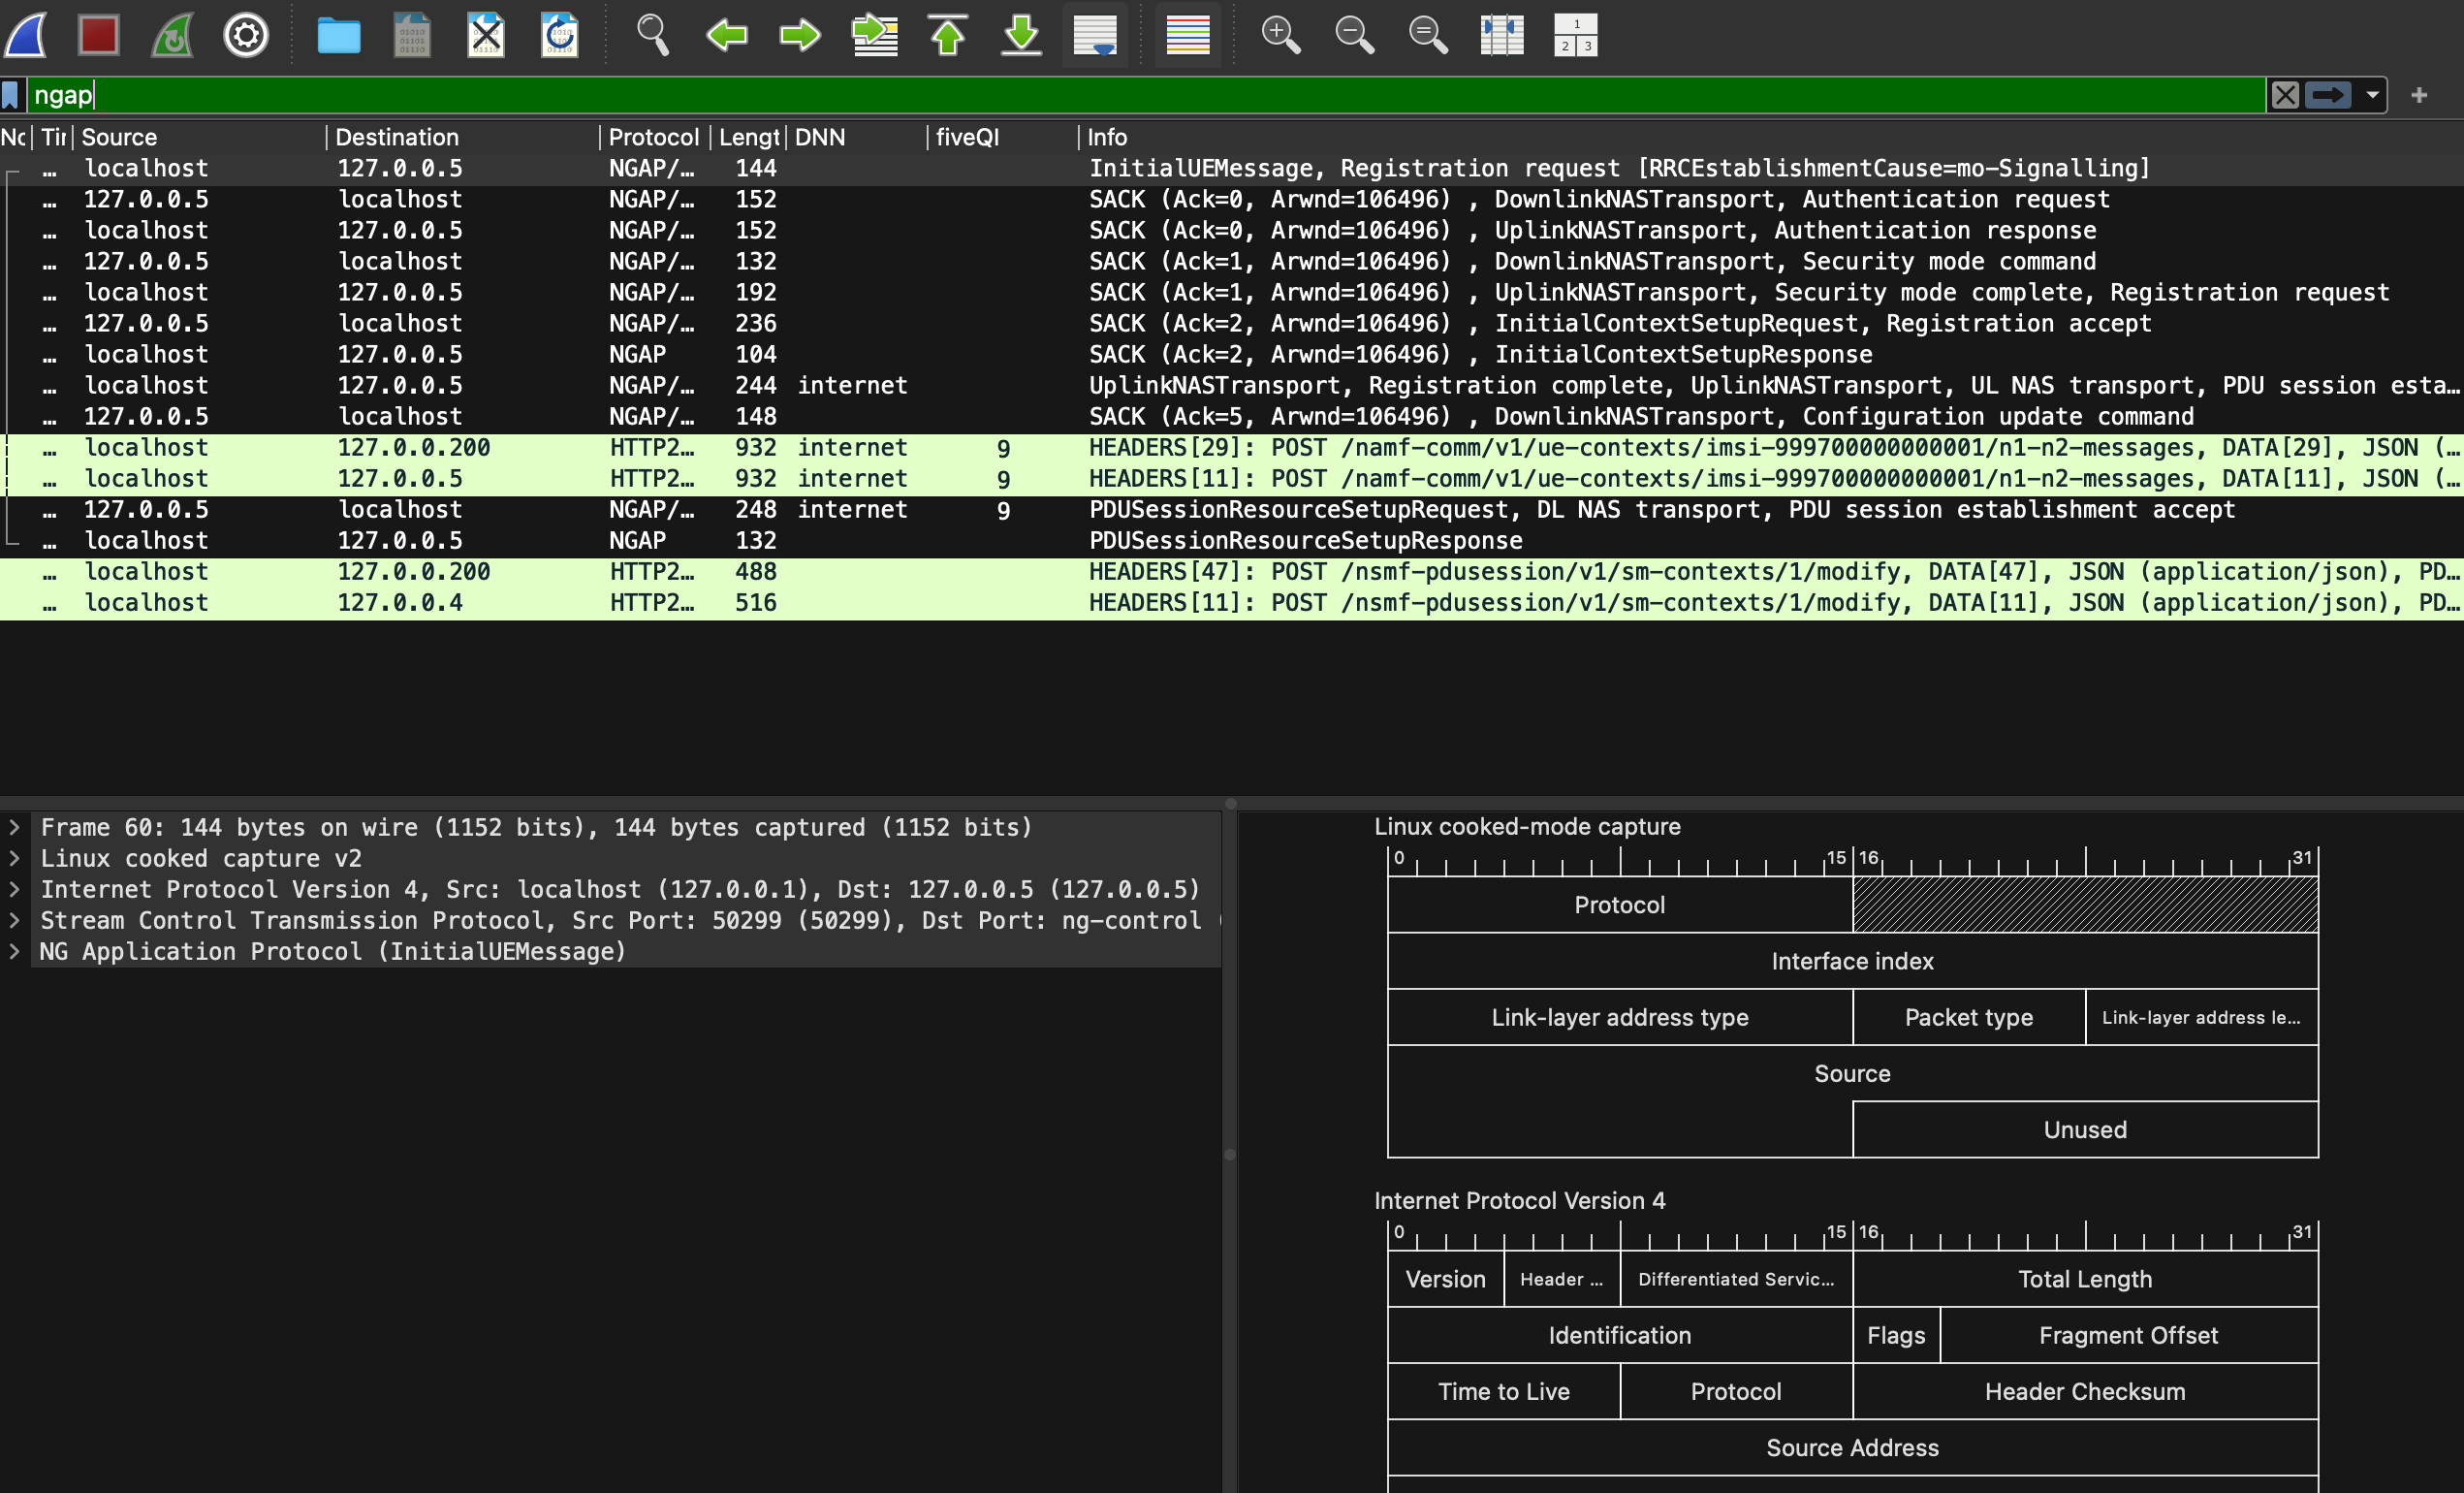 1
2 3
ngap
No Tir Source Destination Protocol Lengt DNN fiveQI Info
… localhost 127.0.0.5 NGAP/… 144 InitialUEMessage, Registration request [RRCEstablishmentCause=mo-Signalling]
… 127.0.0.5 localhost NGAP/… 152 SACK (Ack=0, Arwnd=106496) , DownlinkNASTransport, Authentication request
… localhost 127.0.0.5 NGAP/… 152 SACK (Ack=0, Arwnd=106496) , UplinkNASTransport, Authentication response
… 127.0.0.5 localhost NGAP/… 132 SACK (Ack=1, Arwnd=106496) , DownlinkNASTransport, Security mode command
… localhost 127.0.0.5 NGAP/… 192 SACK (Ack=1, Arwnd=106496) , UplinkNASTransport, Security mode complete, Registration request
… 127.0.0.5 localhost NGAP/… 236 SACK (Ack=2, Arwnd=106496) , InitialContextSetupRequest, Registration accept
… localhost 127.0.0.5 NGAP 104 SACK (Ack=2, Arwnd=106496) , InitialContextSetupResponse
… localhost 127.0.0.5 NGAP/… 244 internet UplinkNASTransport, Registration complete, UplinkNASTransport, UL NAS transport, PDU session esta…
… 127.0.0.5 localhost NGAP/… 148 SACK (Ack=5, Arwnd=106496) , DownlinkNASTransport, Configuration update command
… localhost 127.0.0.200 HTTP2… 932 internet 9 HEADERS[29]: POST /namf-comm/v1/ue-contexts/imsi-999700000000001/n1-n2-messages, DATA[29], JSON (…
… localhost 127.0.0.5 HTTP2… 932 internet 9 HEADERS[11]: POST /namf-comm/v1/ue-contexts/imsi-999700000000001/n1-n2-messages, DATA[11], JSON (…
… 127.0.0.5 localhost NGAP/… 248 internet 9 PDUSessionResourceSetupRequest, DL NAS transport, PDU session establishment accept
… localhost 127.0.0.5 NGAP 132 PDUSessionResourceSetupResponse
… localhost 127.0.0.200 HTTP2… 488 HEADERS[47]: POST /nsmf-pdusession/v1/sm-contexts/1/modify, DATA[47], JSON (application/json), PD…
… localhost 127.0.0.4 HTTP2… 516 HEADERS[11]: POST /nsmf-pdusession/v1/sm-contexts/1/modify, DATA[11], JSON (application/json), PD…
Frame 60: 144 bytes on wire (1152 bits), 144 bytes captured (1152 bits)
Linux cooked capture v2
Internet Protocol Version 4, Src: localhost (127.0.0.1), Dst: 127.0.0.5 (127.0.0.5)
Stream Control Transmission Protocol, Src Port: 50299 (50299), Dst Port: ng-control (
NG Application Protocol (InitialUEMessage)
Linux cooked-mode capture
0 15 16 31
Protocol
Interface index
Link-layer address type Packet type Link-layer address le…
Source
Unused
Internet Protocol Version 4
0 15 16 31
Version Header … Differentiated Servic… Total Length
Identification Flags Fragment Offset
Time to Live Protocol Header Checksum
Source Address